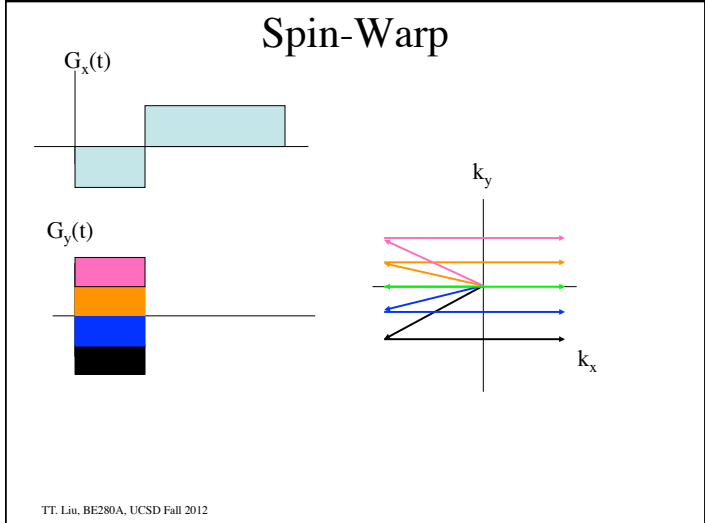 Spin-Warp
Gx(t)
ky
Gy(t)
kx
TT. Liu, BE280A, UCSD Fall 2012